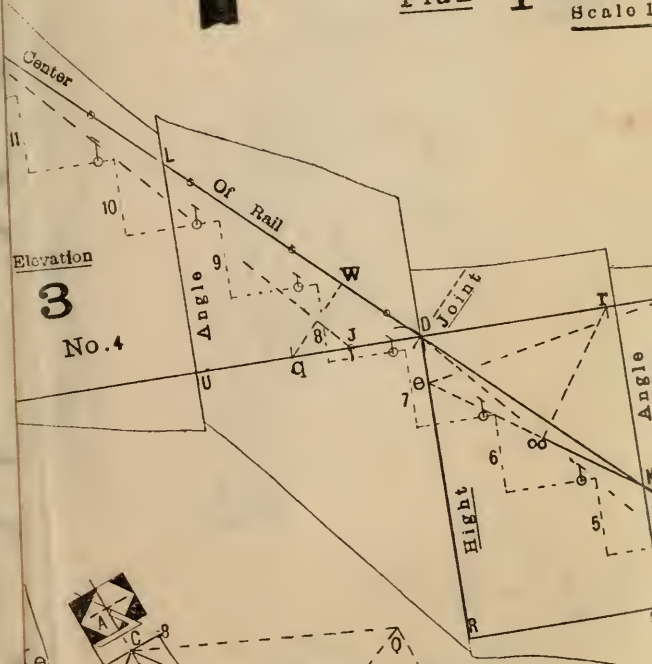 Scale
Center
Of Rail
11
10
9
8
7
6
5
L
W
Elevation
3
No.4
Angle
U
q
J
D
Joint
T
θ
Angle
Hight
R
A
C
8
O
e